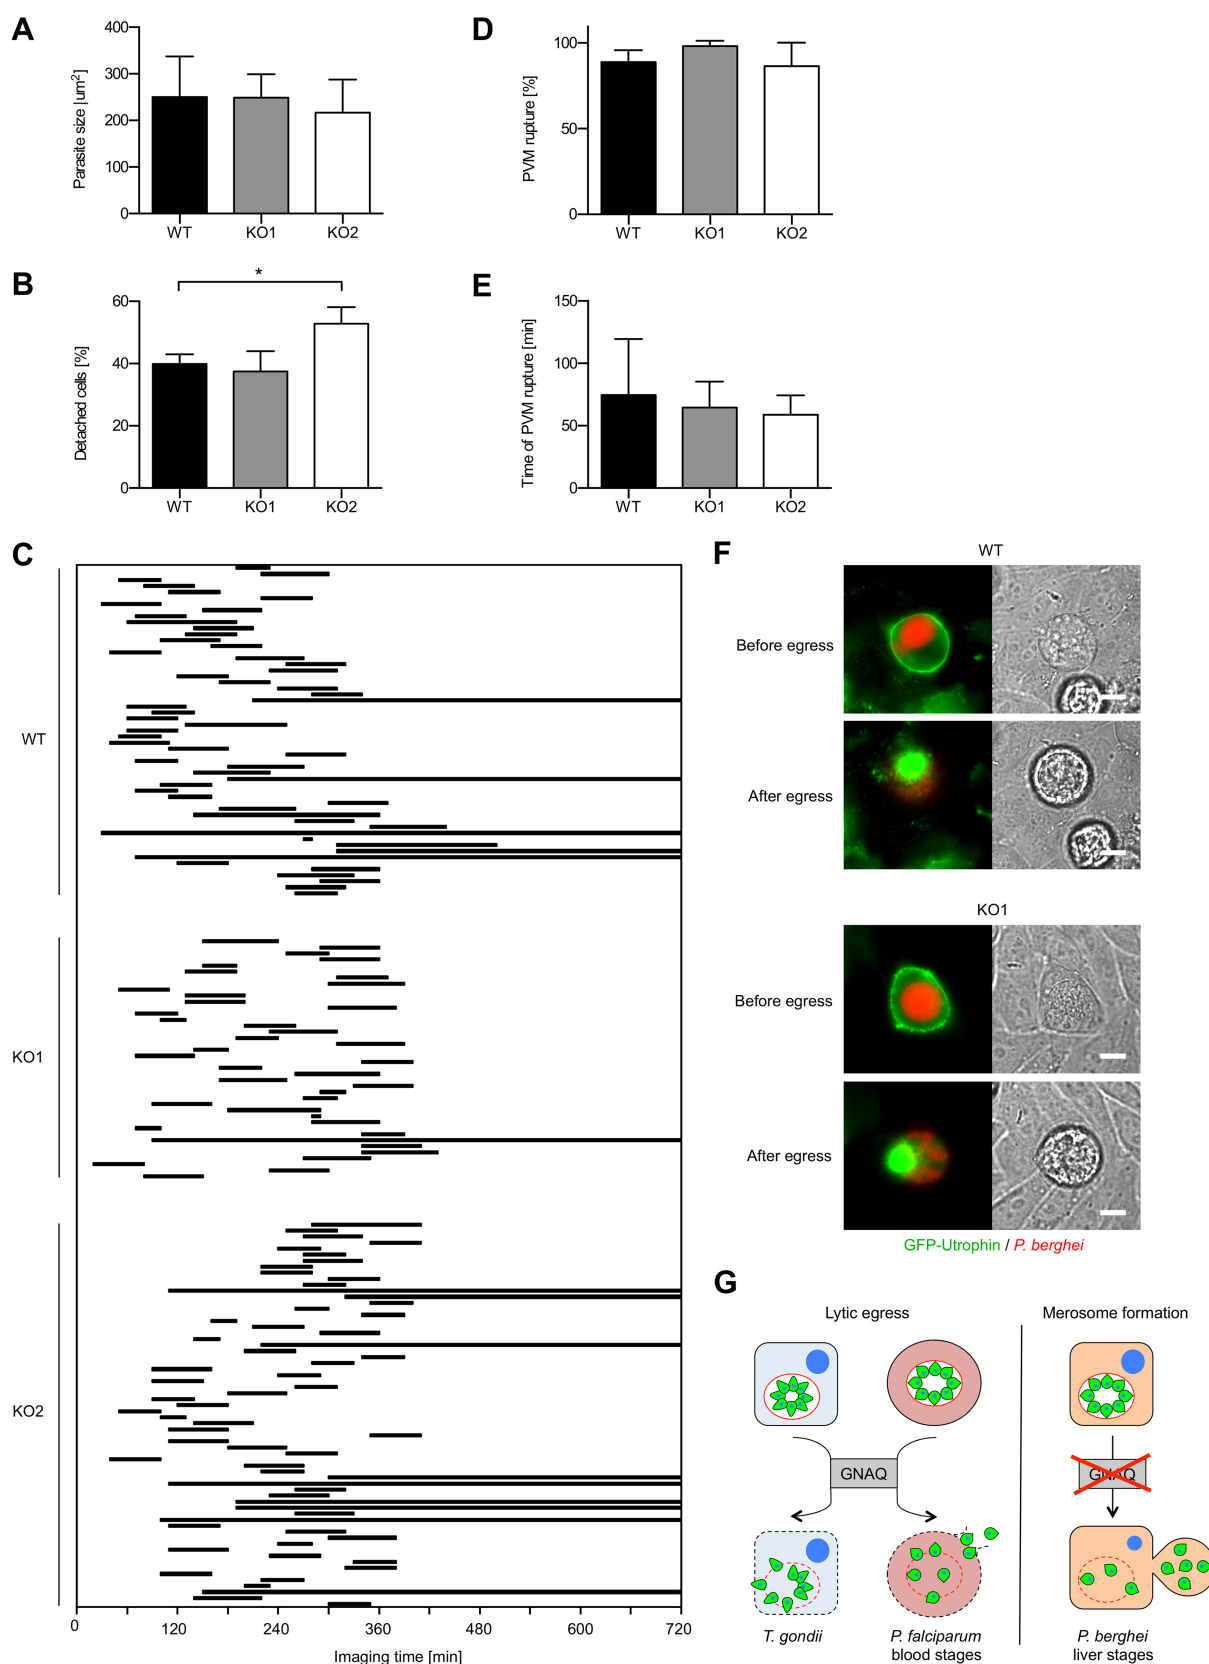 A
400
300
200
100
0
Parasite size [um²]
WT
KO1
KO2
D
100
50
0
PVM rupture [%]
WT
KO1
KO2
B
*
60
40
20
0
Detached cells [%]
WT
KO1
KO2
E
150
100
50
0
Time of PVM rupture [min]
WT
KO1
KO2
C
WT
KO1
KO2
0
120
240
360
480
600
720
Imaging time [min]
F
WT
Before egress
After egress
KO1
Before egress
After egress
GFP-Utrophin / P. berghei
G
Lytic egress
Merosome formation
GNAQ
GNAQ
T. gondii
P. falciparum
blood stages
P. berghei
liver stages